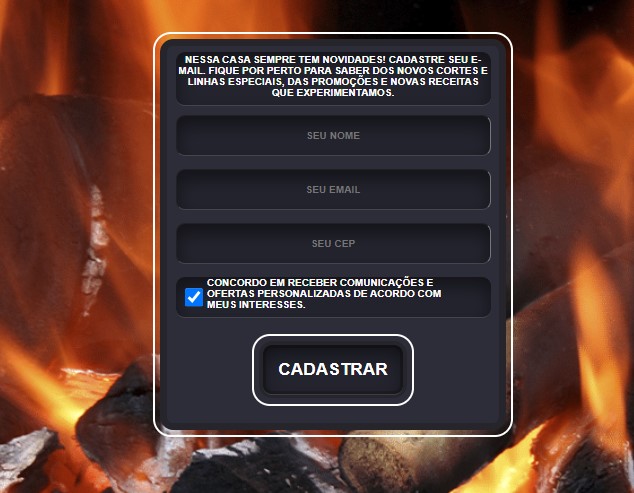 NESSA CASA SEMPRE TEM NOVIDADES! CADASTRE SEU E-
MAIL. FIQUE POR PERTO PARA SABER DOS NOVOS CORTES E
LINHAS ESPECIAIS, DAS PROMOÇÕES E NOVAS RECEITAS
QUE EXPERIMENTAMOS.
SEU NOME
SEU EMAIL
SEU CEP
CONCORDO EM RECEBER COMUNICAÇÕES E
OFERTAS PERSONALIZADAS DE ACORDO COM
MEUS INTERESSES.
CADASTRAR